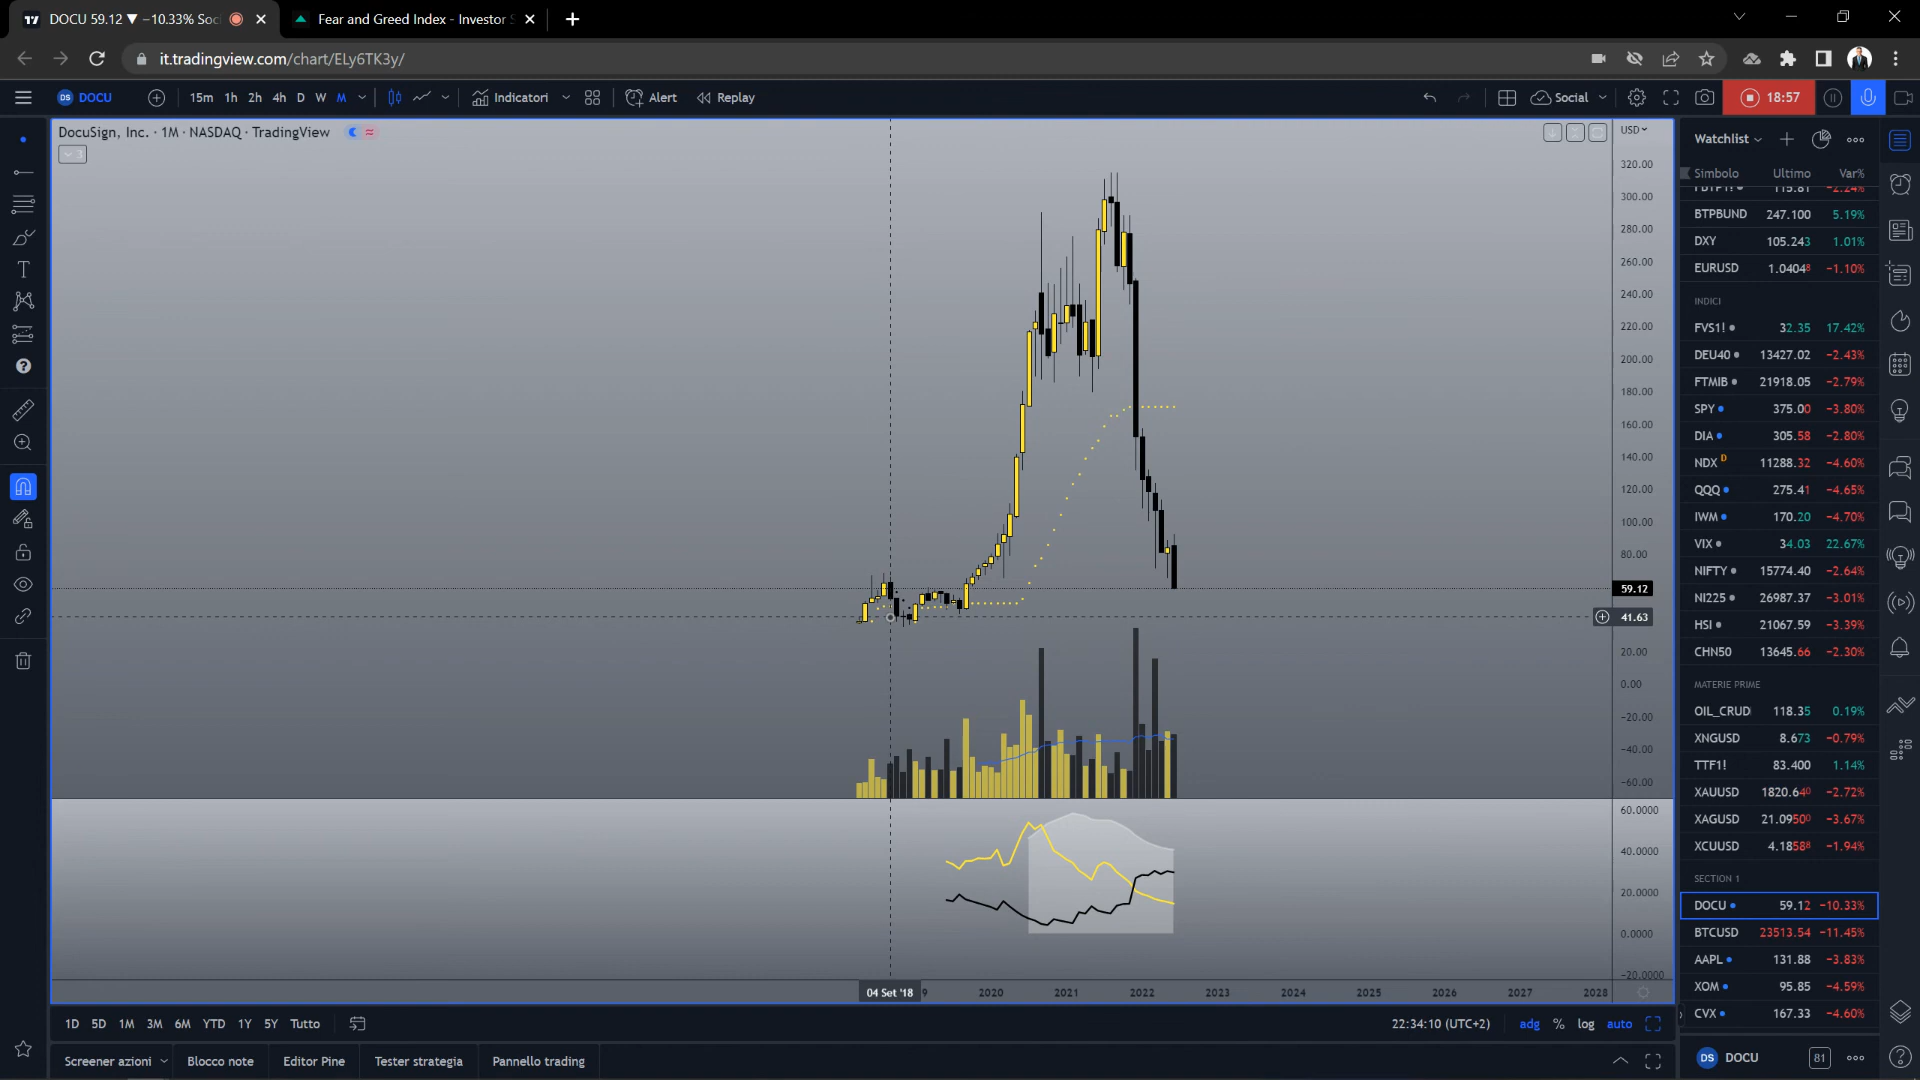 DOCU 59.12 ▼ −10.33% Soc
Fear and Greed Index - Investor
it.tradingview.com/chart/ELy6TK3y/
DS DOCU 15m 1h 2h 4h D W M Indicatori Alert Replay Social 18:57
DocuSign, Inc. · 1M · NASDAQ · TradingView
3
USD
320.00
300.00
280.00
260.00
240.00
220.00
200.00
180.00
160.00
140.00
120.00
100.00
80.00
59.12
41.63
20.00
0.00
−20.00
−40.00
−60.00
60.0000
40.0000
20.0000
0.0000
−20.0000
04 Set '18 9 2020 2021 2022 2023 2024 2025 2026 2027 2028
1D 5D 1M 3M 6M YTD 1Y 5Y Tutto 22:34:10 (UTC+2) adg % log auto
Screener azioni Blocco note Editor Pine Tester strategia Pannello trading
Watchlist
Simbolo Ultimo Var%
BTPBUND 247.100 5.19%
DXY 105.243 1.01%
EURUSD 1.04048 −1.10%
INDICI
FVS1! 32.35 17.42%
DEU40 13427.02 −2.43%
FTMIB 21918.05 −2.79%
SPY 375.00 −3.80%
DIA 305.58 −2.80%
NDX D 11288.32 −4.60%
QQQ 275.41 −4.65%
IWM 170.20 −4.70%
VIX 34.03 22.67%
NIFTY 15774.40 −2.64%
NI225 26987.37 −3.01%
HSI 21067.59 −3.39%
CHN50 13645.66 −2.30%
MATERIE PRIME
OIL_CRUD 118.35 0.19%
XNGUSD 8.673 −0.79%
TTF1! 83.400 1.14%
XAUUSD 1820.640 −2.72%
XAGUSD 21.09500 −3.67%
XCUUSD 4.18588 −1.94%
SECTION 1
DOCU 59.12 −10.33%
BTCUSD 23513.54 −11.45%
AAPL 131.88 −3.83%
XOM 95.85 −4.59%
CVX 167.33 −4.60%
DS DOCU 81